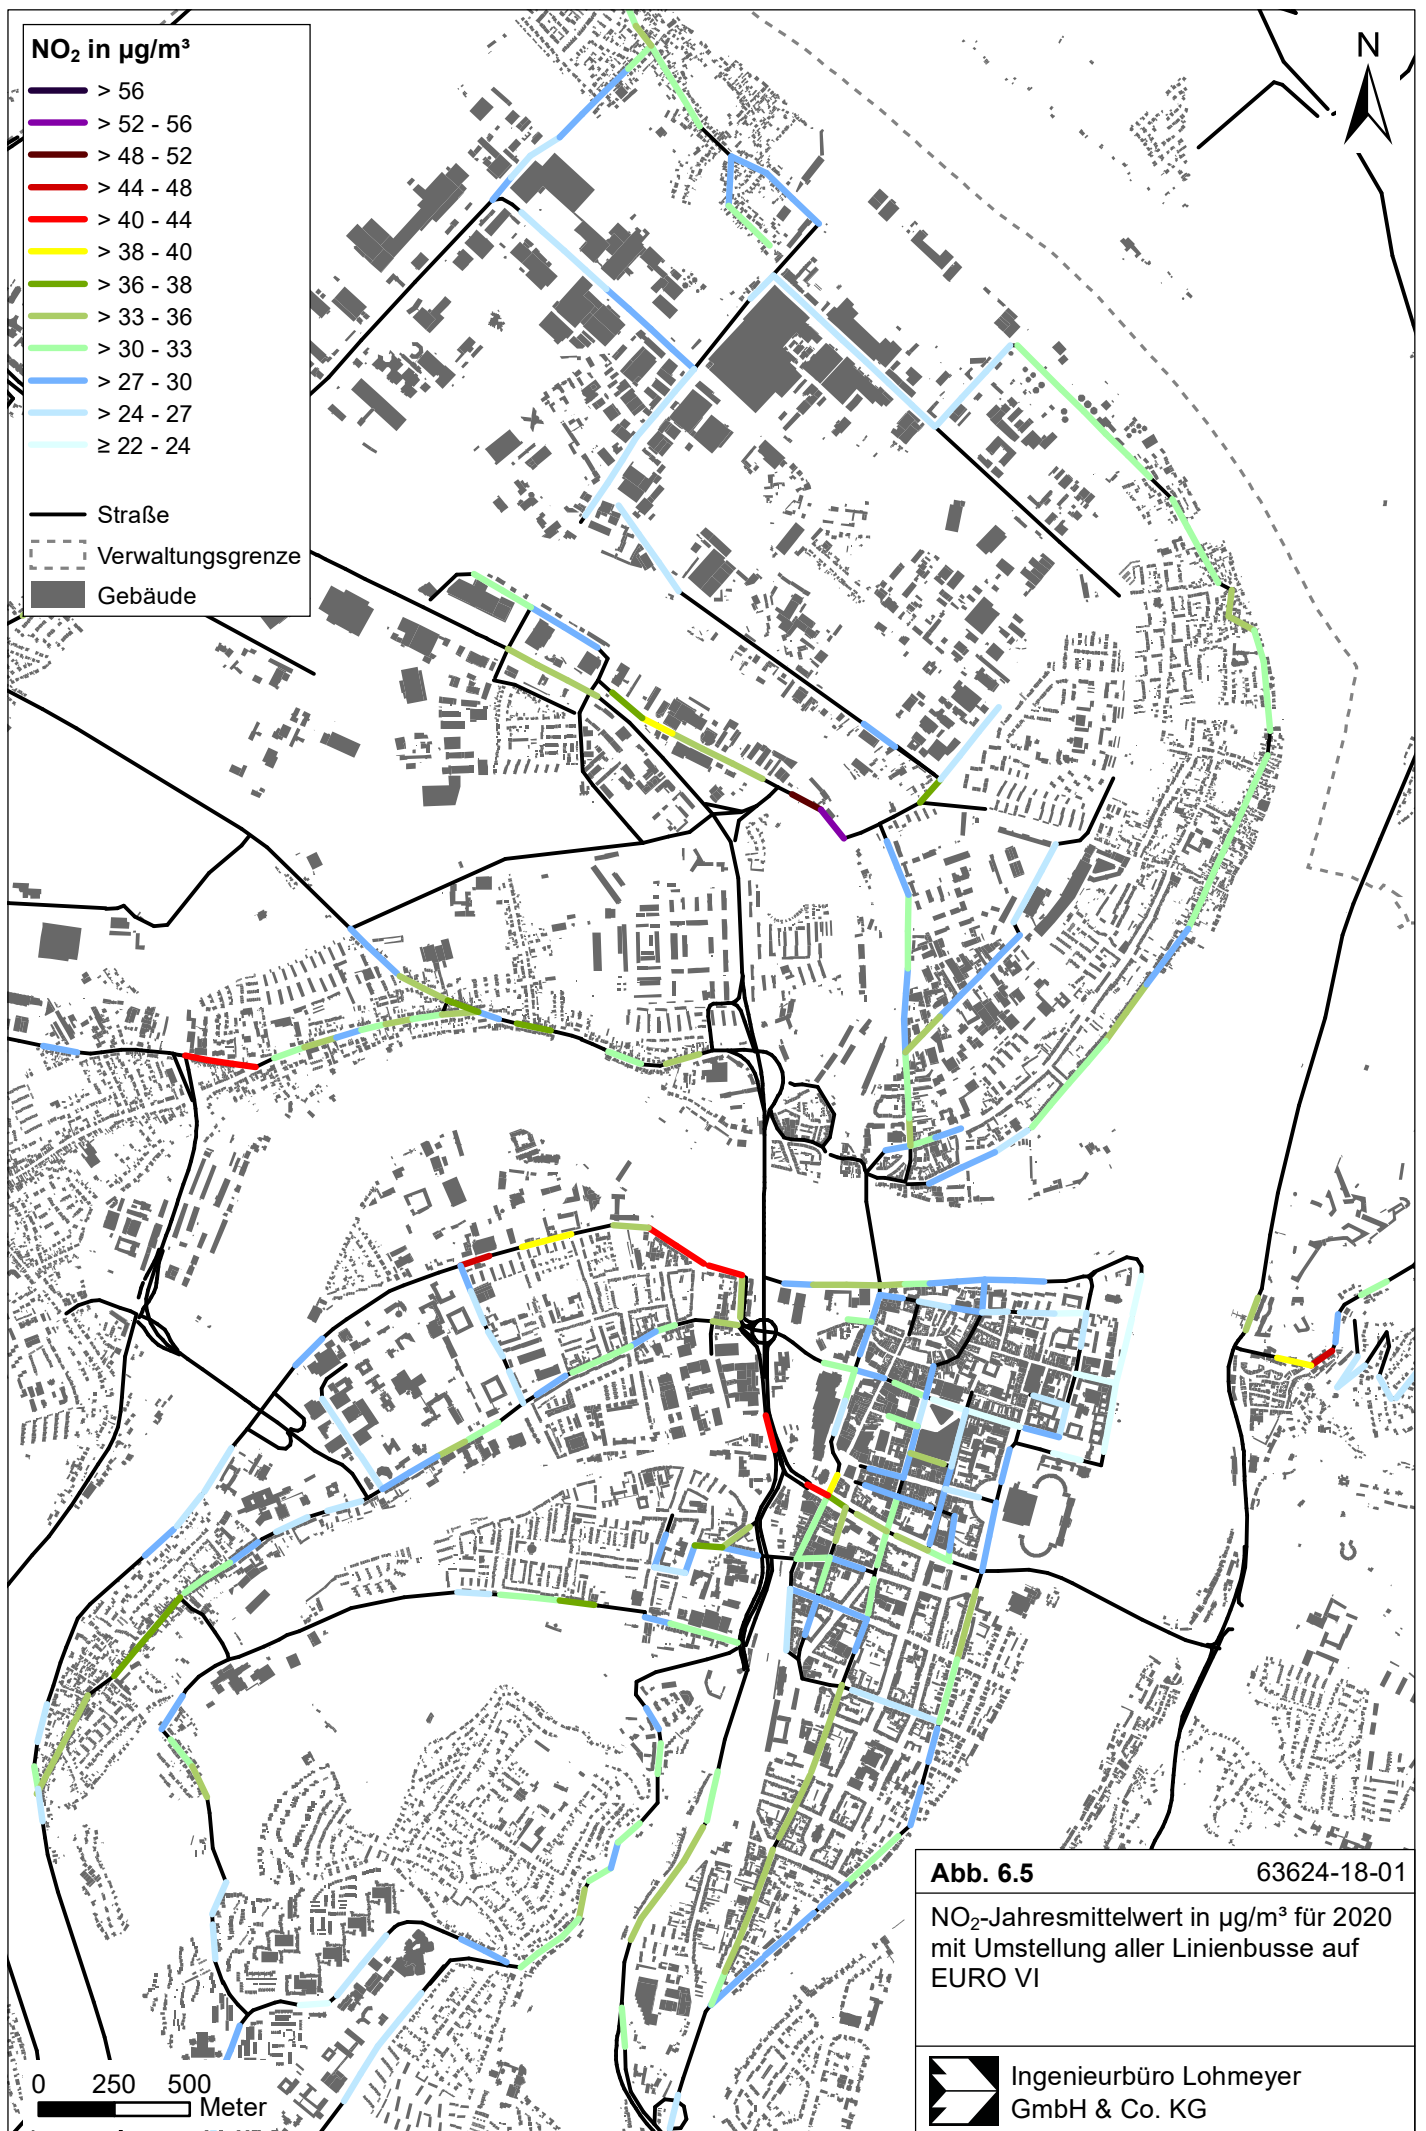 NO₂ in µg/m³
> 56
> 52 - 56
> 48 - 52
> 44 - 48
> 40 - 44
> 38 - 40
> 36 - 38
> 33 - 36
> 30 - 33
> 27 - 30
> 24 - 27
≥ 22 - 24
Straße
Verwaltungsgrenze
Gebäude
N
0 250 500
Meter
Abb. 6.5 63624-18-01
NO₂-Jahresmittelwert in µg/m³ für 2020
mit Umstellung aller Linienbusse auf
EURO VI
Ingenieurbüro Lohmeyer
GmbH & Co. KG